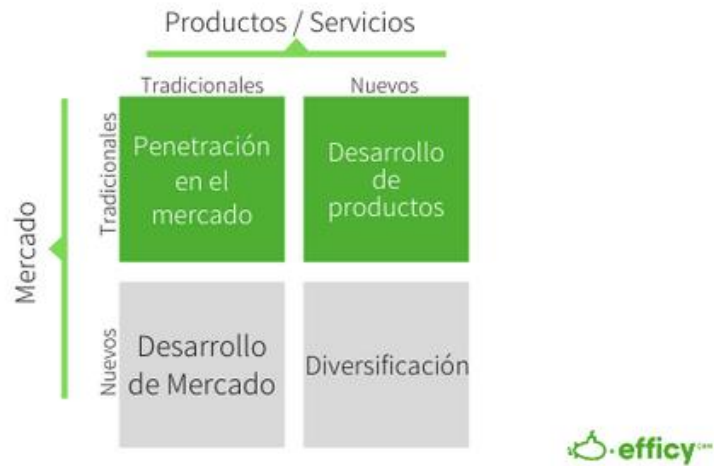 Productos / Servicios
Tradicionales
Nuevos
Mercado
Tradicionales
Penetración
en el
mercado
Desarrollo
de
productos
Nuevos
Desarrollo
de Mercado
Diversificación
efficy CRM